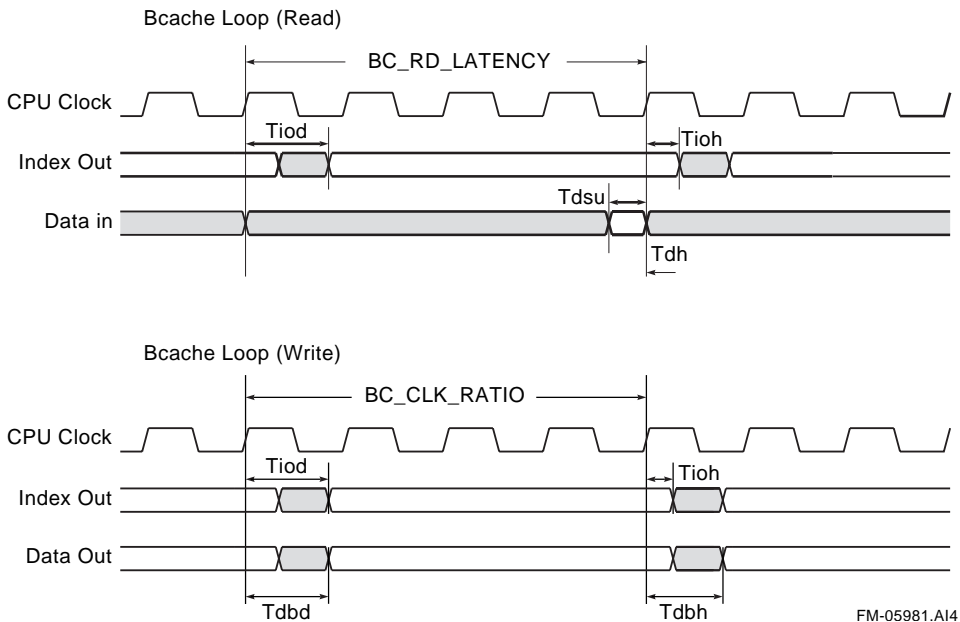 Bcache Loop (Read)
BC_RD_LATENCY
CPU Clock
Tiod
Tioh
Index Out
Tdsu
Data in
Tdh
Bcache Loop (Write)
BC_CLK_RATIO
CPU Clock
Tiod
Tioh
Index Out
Data Out
Tdbd
Tdbh
FM-05981.AI4